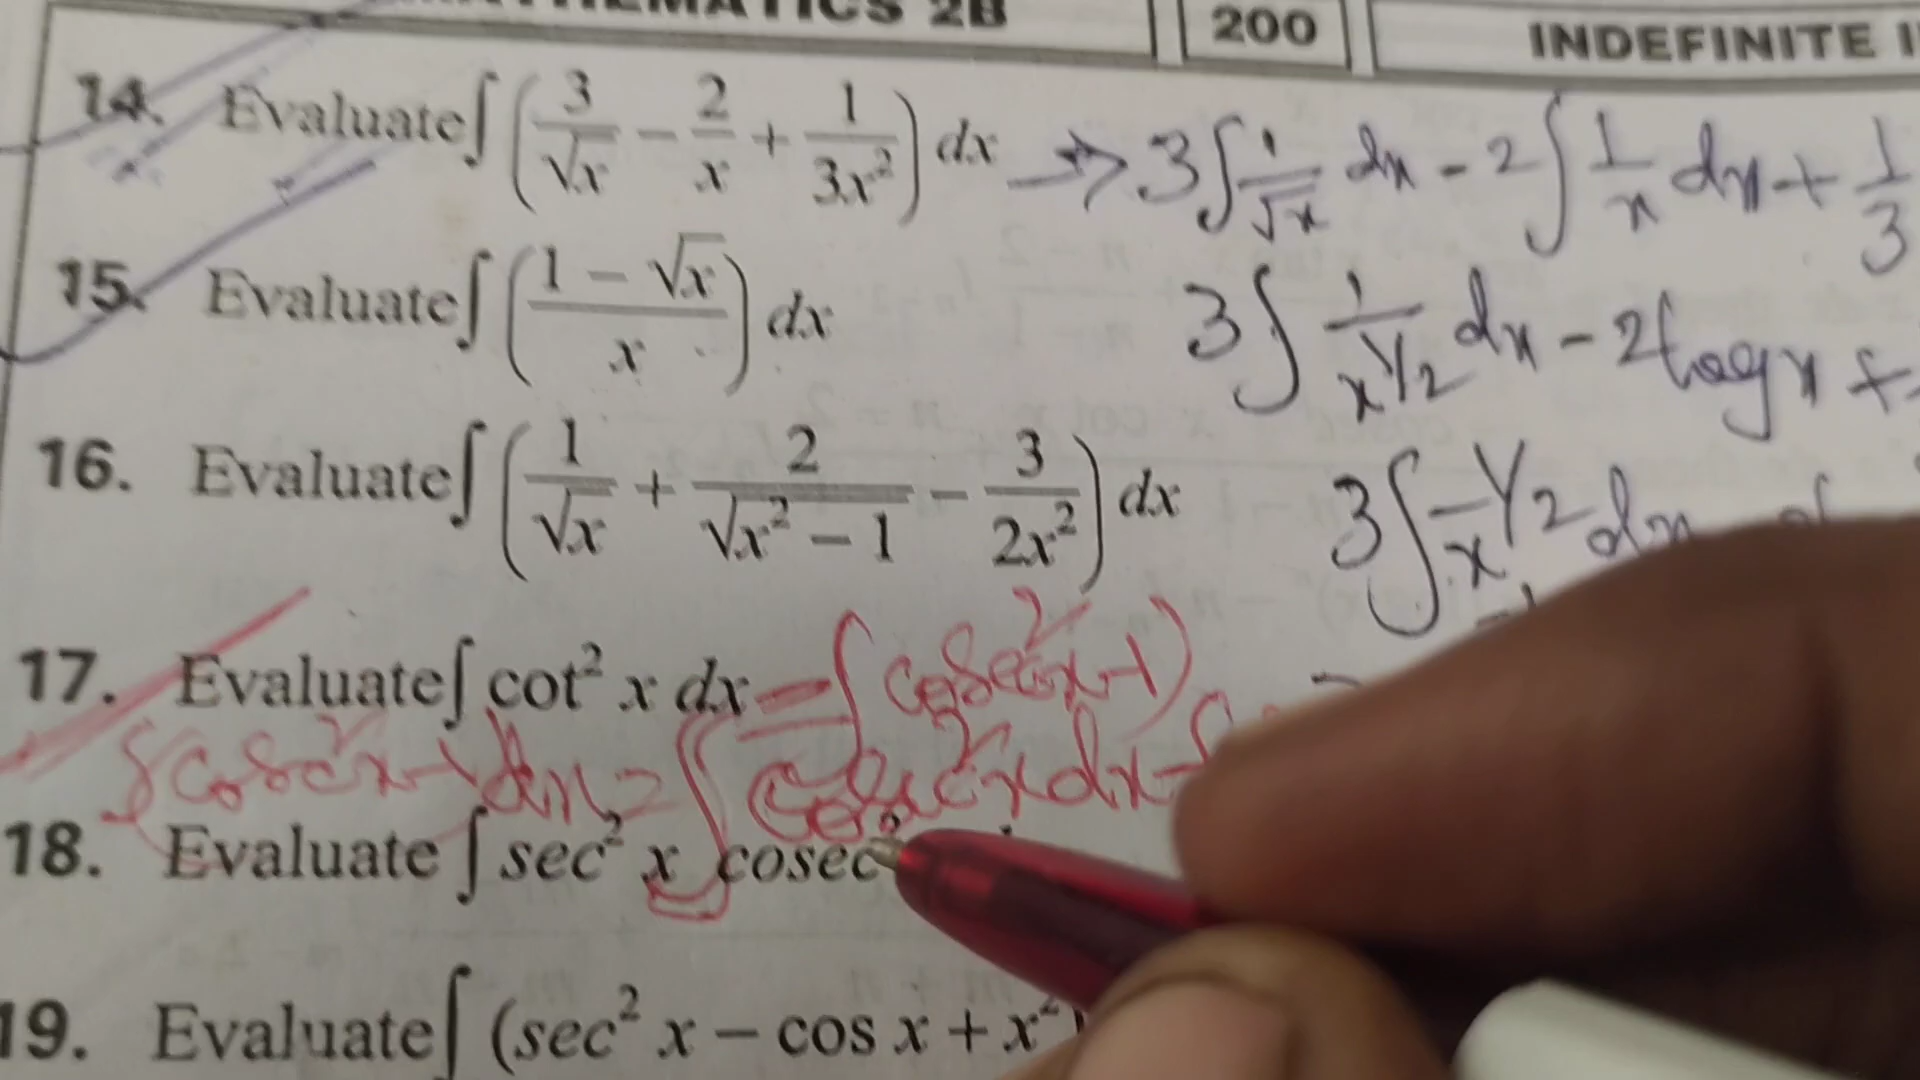 MATHEMATICS 2B 200 INDEFINITE
14. Evaluate ∫ (3/√x − 2/x + 1/3x²) dx → 3∫ 1/√x dx - 2∫ 1/x dx + 1/3
15. Evaluate ∫ ((1 − √x)/x) dx
3∫ 1/x^1/2 dx - 2 log x +
16. Evaluate ∫ (1/√x + 2/√(x² − 1) − 3/2x²) dx
3∫ x^-1/2 dx
17. Evaluate ∫ cot² x dx = ∫ (cosec²x-1)
∫(cosec²x-1)dx = ∫ cosec²x dx - ∫
18. Evaluate ∫ sec² x cosec²
19. Evaluate ∫ (sec² x − cos x + x²)